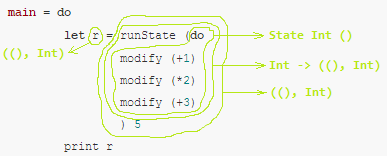 main = do
let r = runState (do → State Int ()
((), Int)
modify (+1)
modify (*2) → Int -> ((), Int)
modify (+3) → ((), Int)
) 5
print r